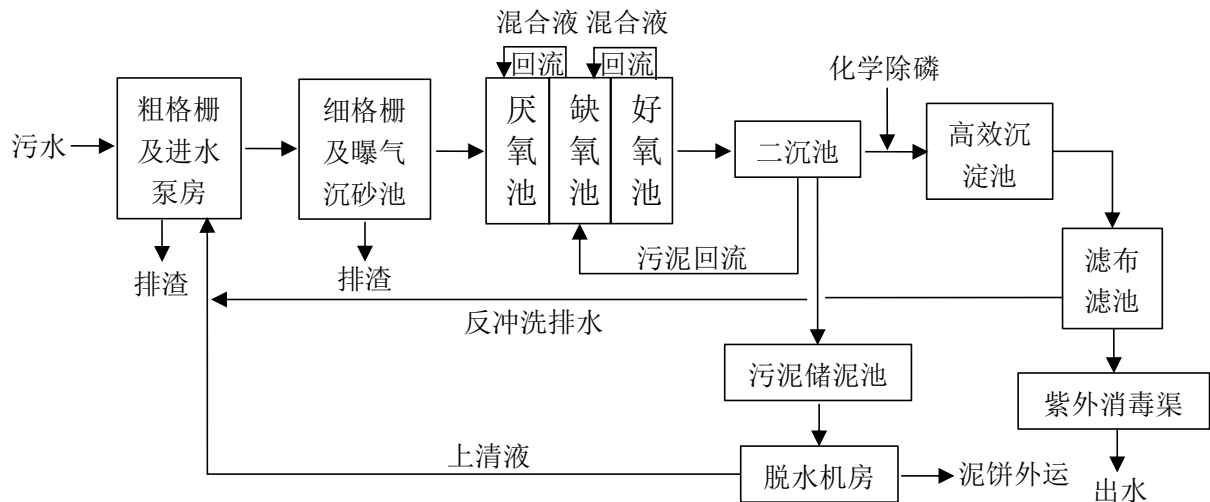 混合液
混合液
回流
回流
化学除磷
污水
粗格栅
及进水
泵房
细格栅
及曝气
沉砂池
厌氧池
缺氧池
好氧池
二沉池
高效沉
淀池
排渣
排渣
污泥回流
滤布
滤池
反冲洗排水
污泥储泥池
紫外消毒渠
上清液
脱水机房
泥饼外运
出水